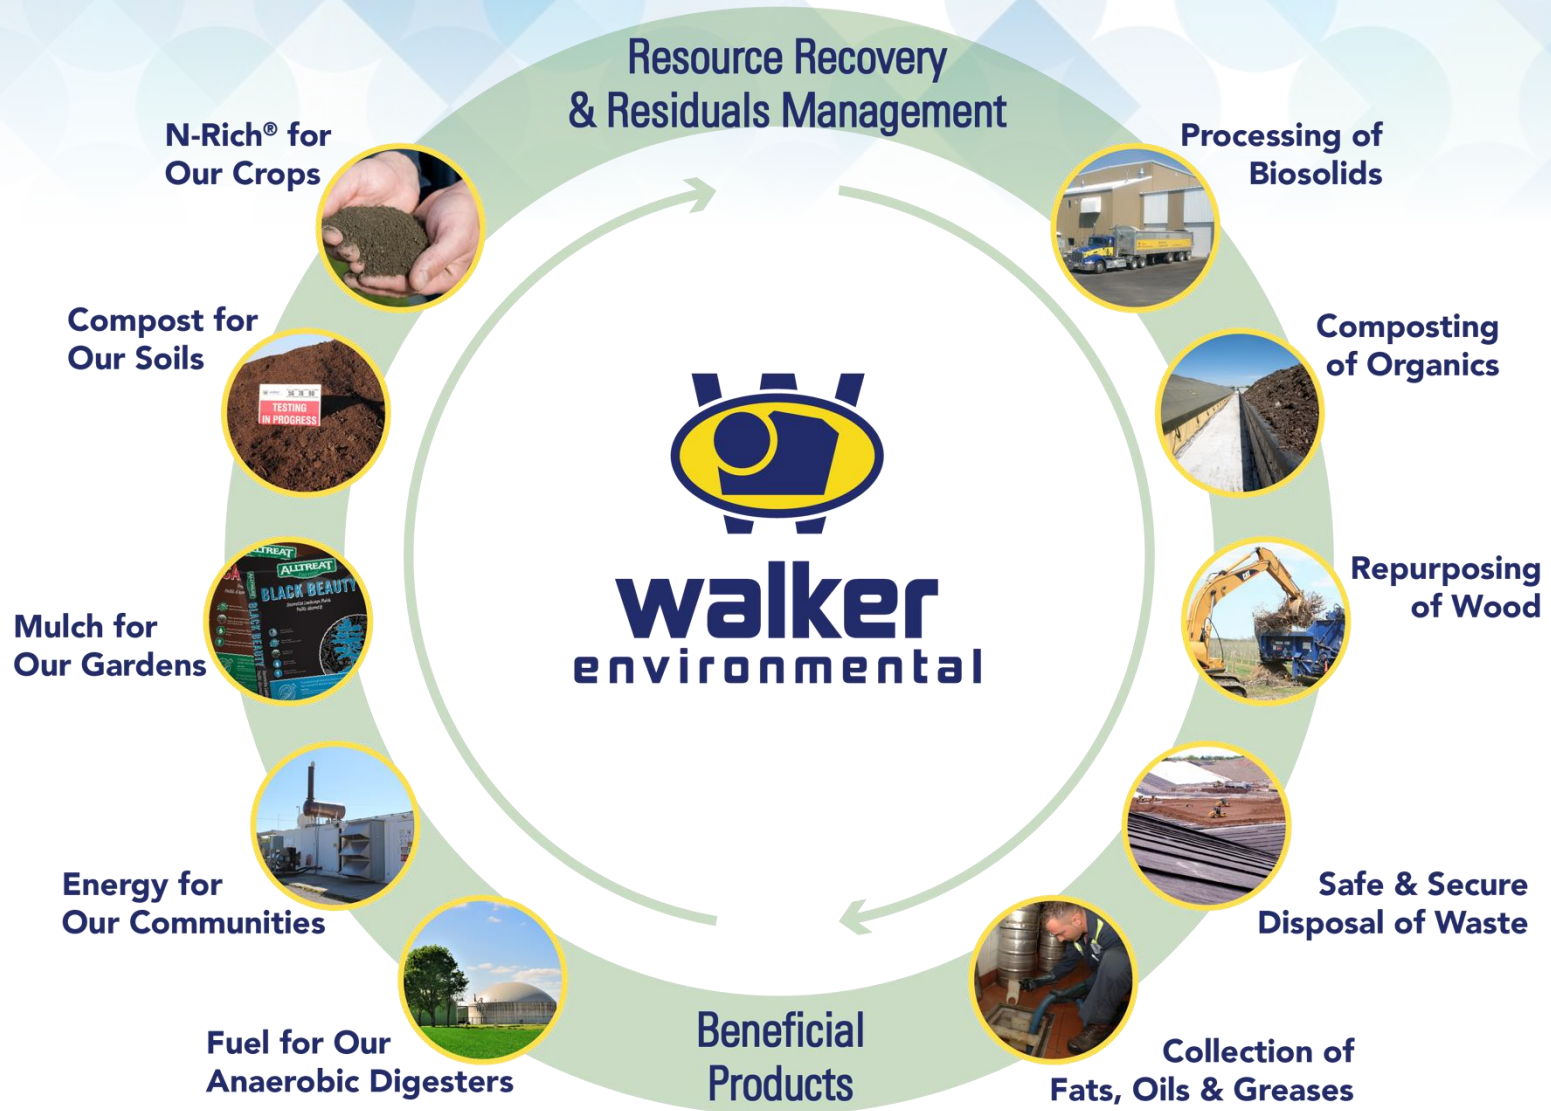 Resource Recovery
& Residuals Management
N-Rich® for
Our Crops
Processing of
Biosolids
Compost for
Our Soils
TESTING
IN PROGRESS
Composting
of Organics
ALLTREAT
BLACK BEAUTY
BLACK BEAUTY
Mulch for
Our Gardens
walker
environmental
Repurposing
of Wood
Energy for
Our Communities
Safe & Secure
Disposal of Waste
Fuel for Our
Anaerobic Digesters
Beneficial
Products
Collection of
Fats, Oils & Greases